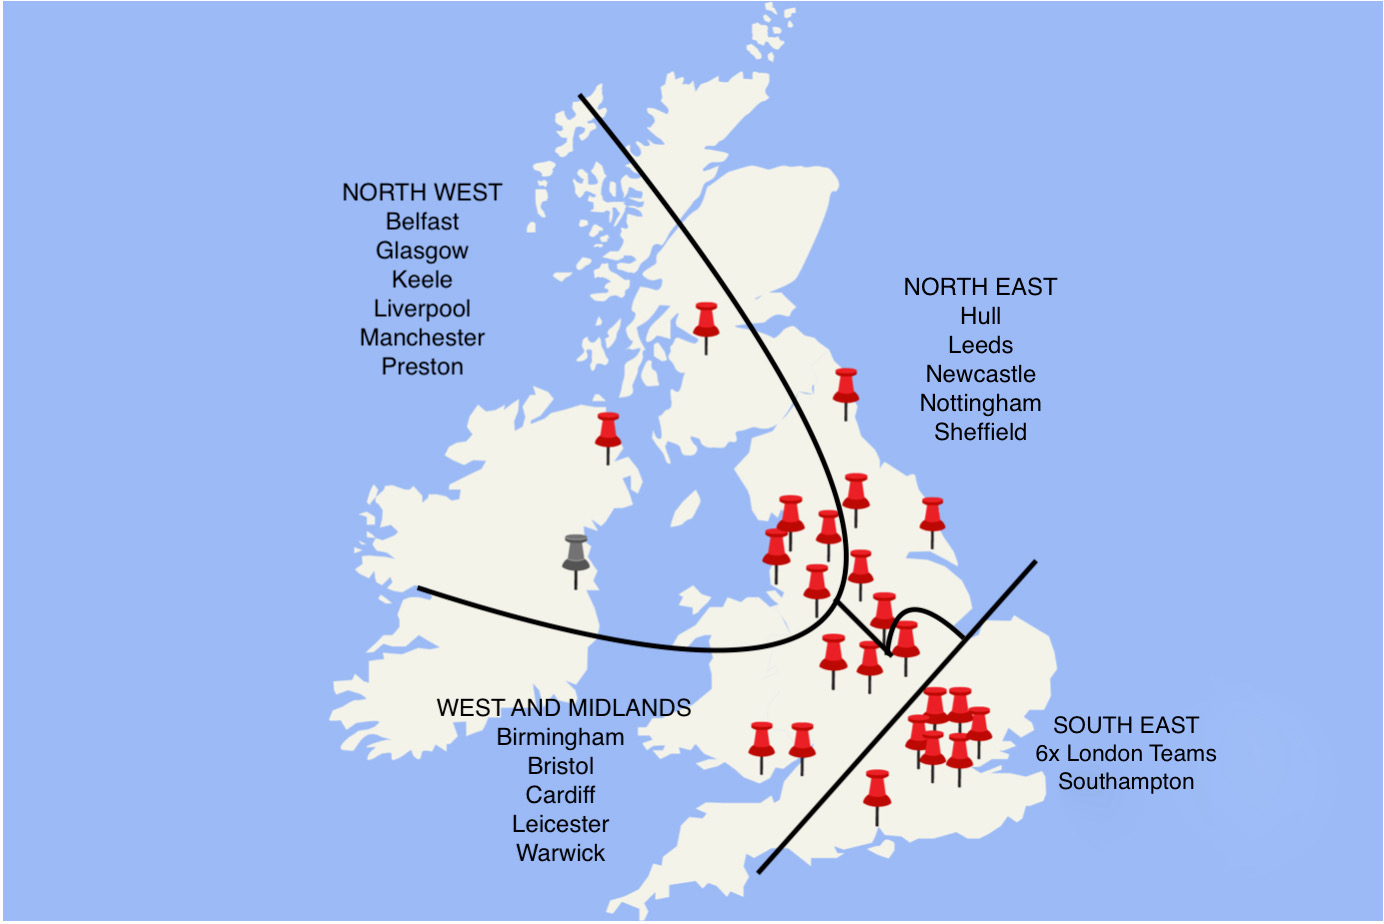 NORTH WEST
Belfast
Glasgow
Keele
Liverpool
Manchester
Preston
NORTH EAST
Hull
Leeds
Newcastle
Nottingham
Sheffield
WEST AND MIDLANDS
Birmingham
Bristol
Cardiff
Leicester
Warwick
SOUTH EAST
6x London Teams
Southampton